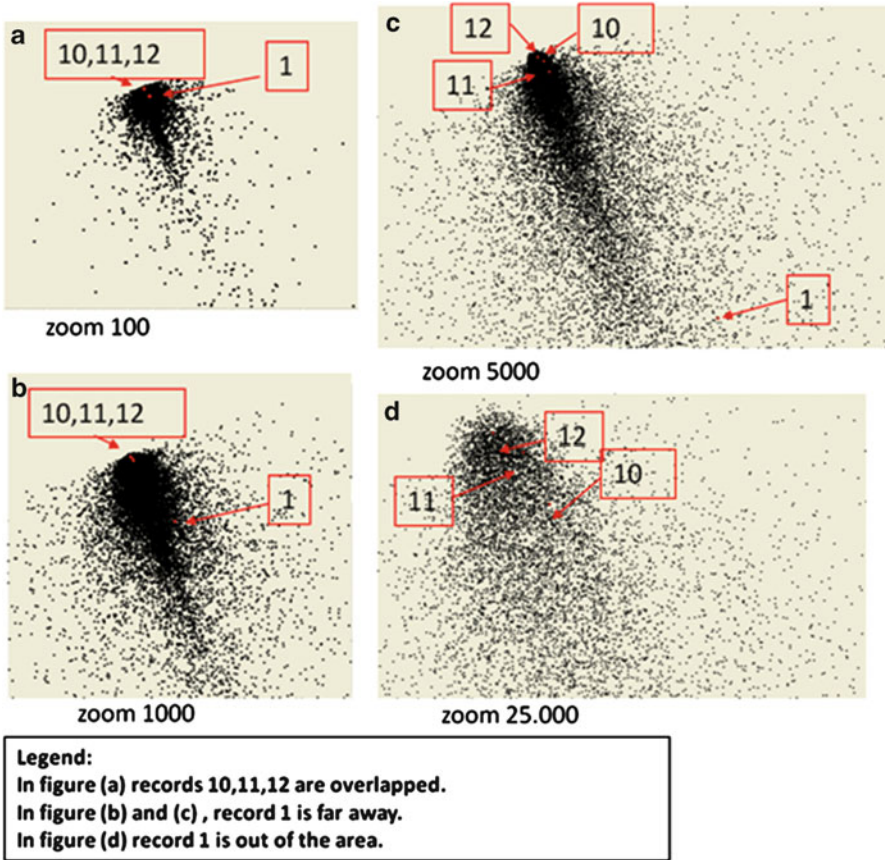 a
10,11,12
1
zoom 100
b
10,11,12
1
zoom 1000
c
12
10
11
1
zoom 5000
d
12
10
11
zoom 25.000
Legend:
In figure (a) records 10,11,12 are overlapped.
In figure (b) and (c) , record 1 is far away.
In figure (d) record 1 is out of the area.